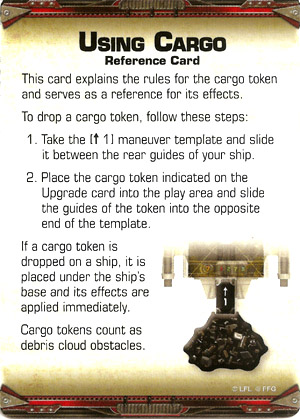 Using Cargo
Reference Card
This card explains the rules for the cargo token
and serves as a reference for its effects.
To drop a cargo token, follow these steps:
1. Take the [↑ 1] maneuver template and slide
it between the rear guides of your ship.
2. Place the cargo token indicated on the
Upgrade card into the play area and slide
the guides of the token into the opposite
end of the template.
If a cargo token is
dropped on a ship, it is
placed under the ship's
base and its effects are
applied immediately.
Cargo tokens count as
debris cloud obstacles.
↑
1
© LFL © FFG